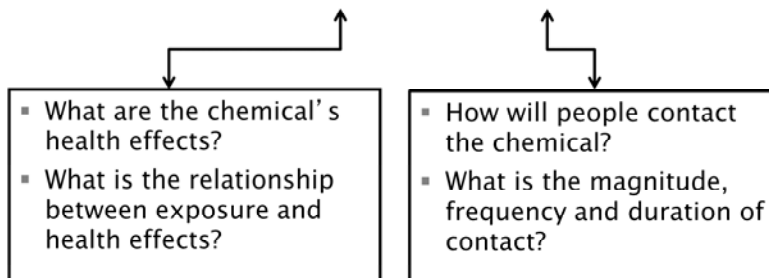 ▪ What are the chemical's
health effects?
▪ What is the relationship
between exposure and
health effects?
▪ How will people contact
the chemical?
▪ What is the magnitude,
frequency and duration of
contact?